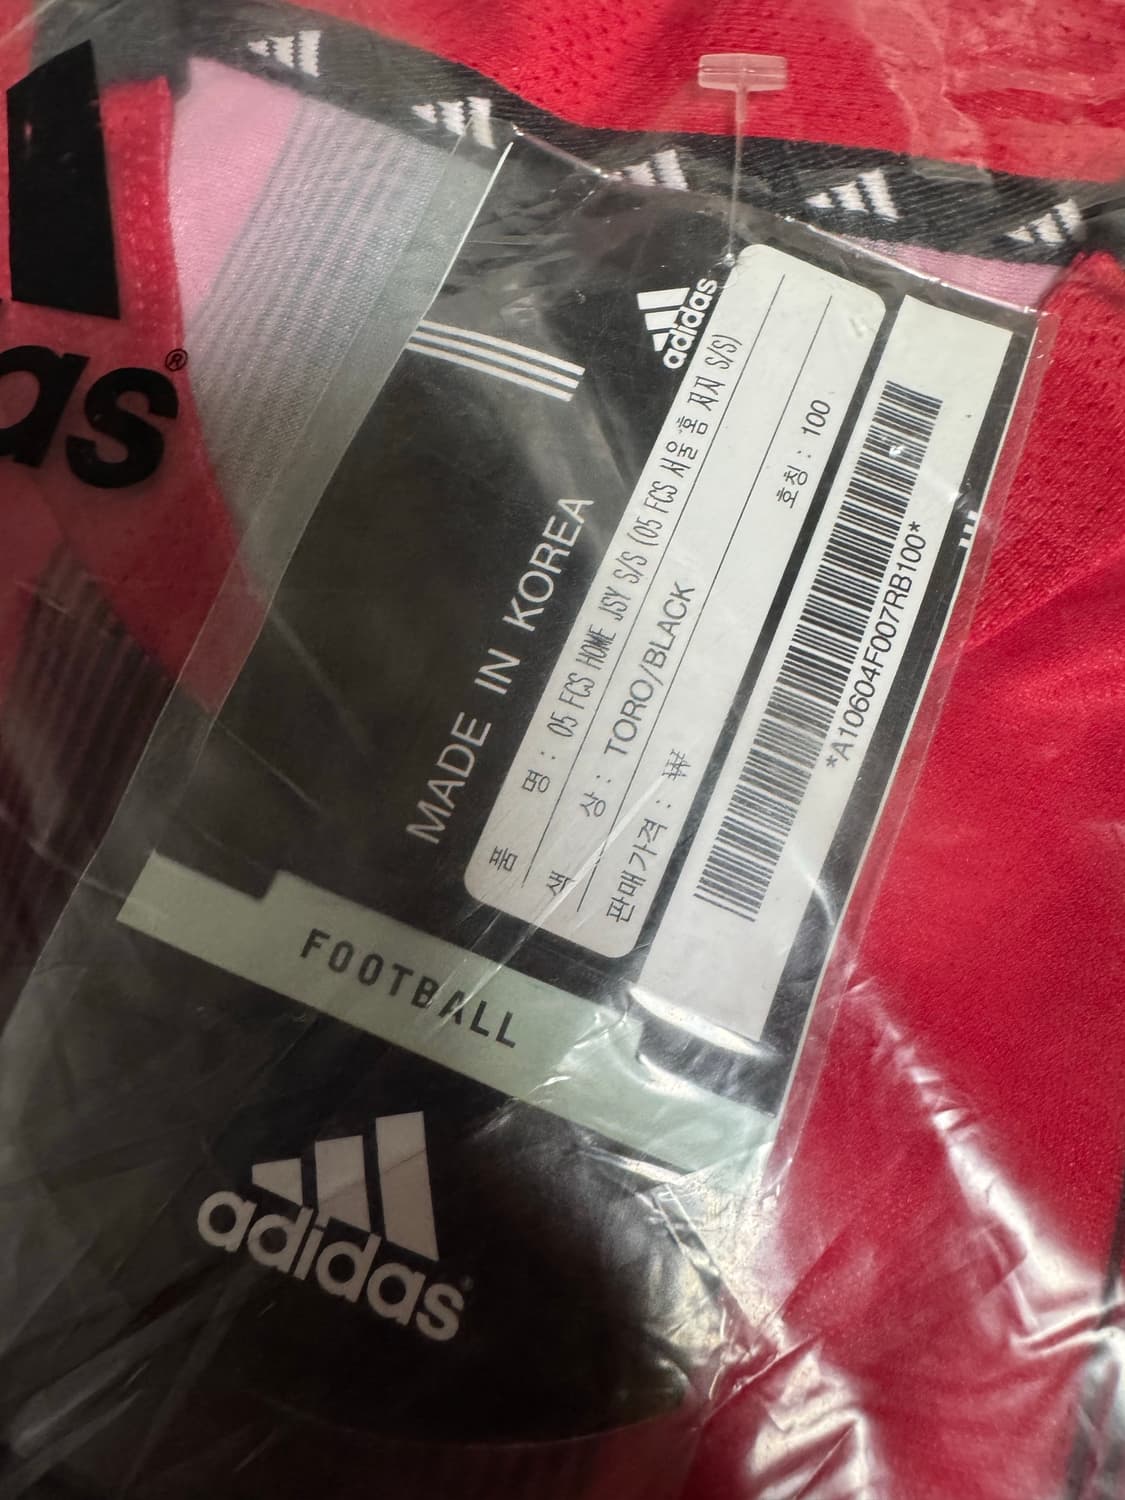 as®
adidas
MADE IN KOREA
품 명 : 05 FCS HOME JSY S/S (05 FCS 서울 홈 저지 S/S)
색 상 : TORO/BLACK
판매가격 : ₩
호칭 : 100
*A10604F007RB100*
FOOTBALL
adidas